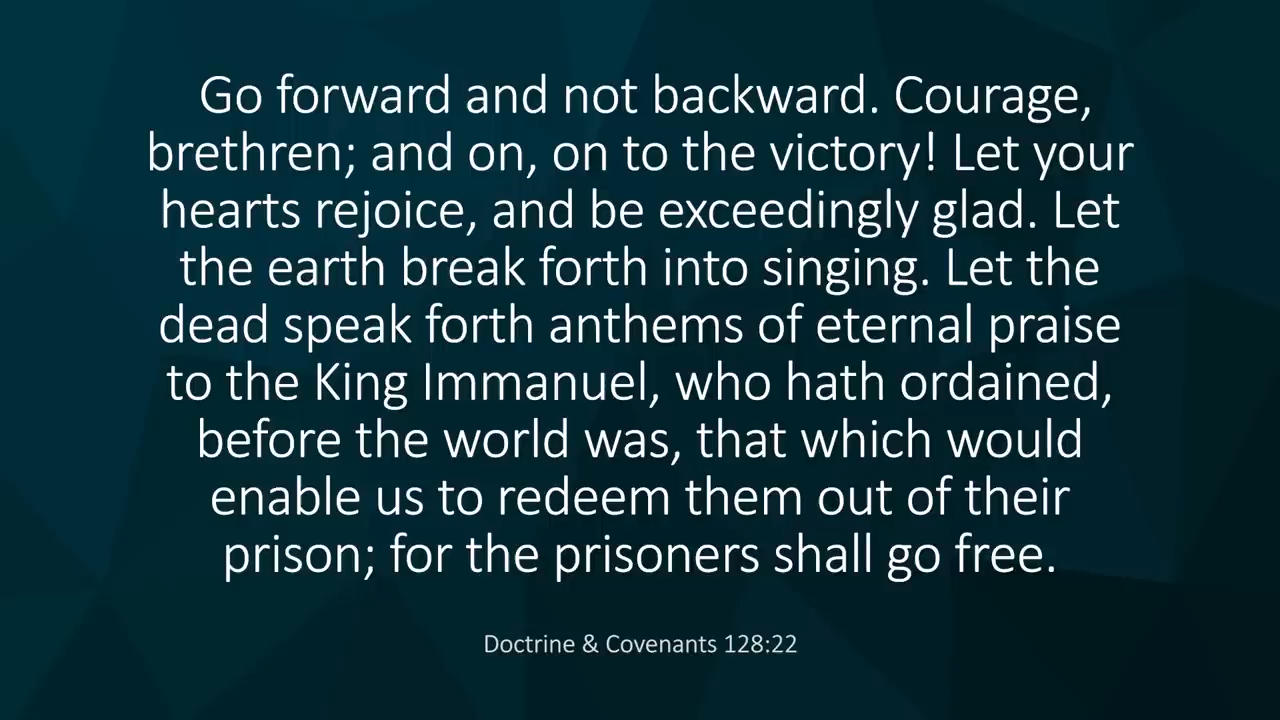 Go forward and not backward. Courage,
brethren; and on, on to the victory! Let your
hearts rejoice, and be exceedingly glad. Let
the earth break forth into singing. Let the
dead speak forth anthems of eternal praise
to the King Immanuel, who hath ordained,
before the world was, that which would
enable us to redeem them out of their
prison; for the prisoners shall go free.
Doctrine & Covenants 128:22